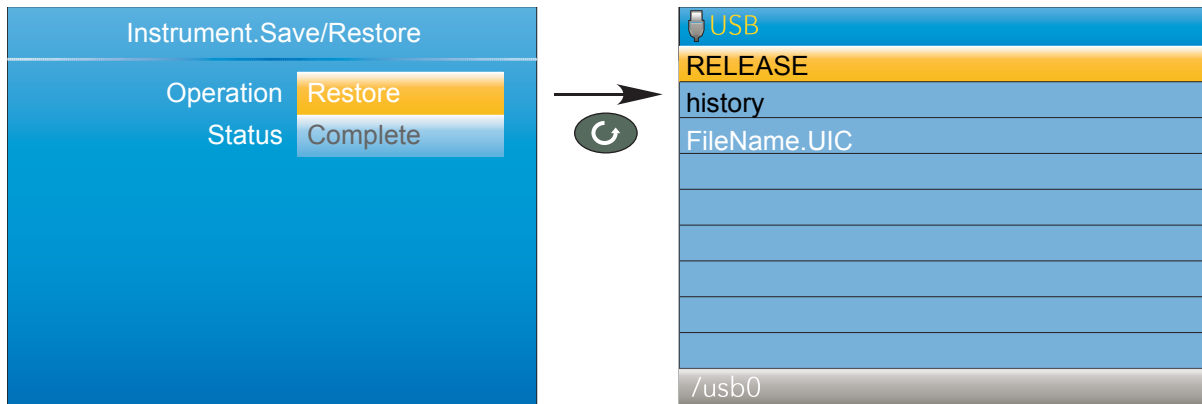 Instrument.Save/Restore
Operation Restore
Status Complete
USB
RELEASE
history
FileName.UIC
/usb0